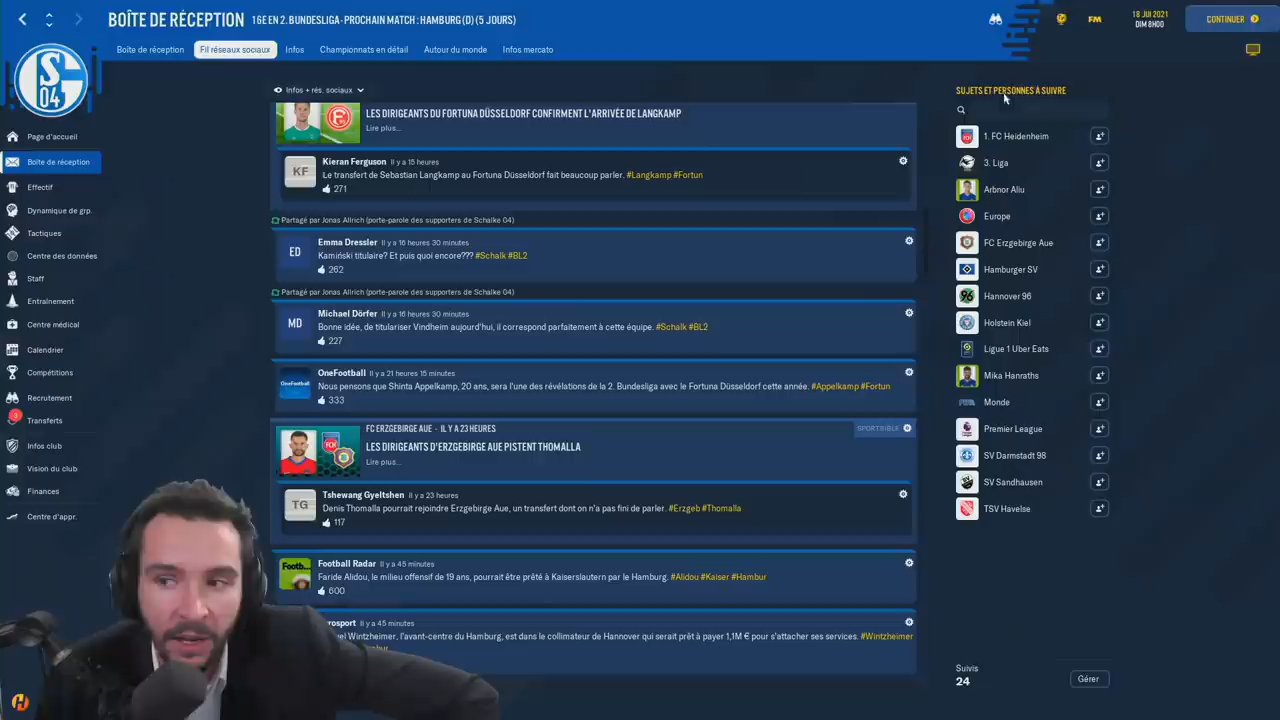 BOÎTE DE RÉCEPTION
16E EN 2. BUNDESLIGA - PROCHAIN MATCH : HAMBURG (D) (5 JOURS)
FM
18 JUI 2021
DIM 8H00
CONTINUER
Boîte de réception
Fil réseaux sociaux
Infos
Championnats en détail
Autour du monde
Infos mercato
S
04
Page d'accueil
Boîte de réception
Effectif
Dynamique de grp.
Tactiques
Centre des données
Staff
Entraînement
Centre médical
Calendrier
Compétitions
Recrutement
3
Transferts
Infos club
Vision du club
Finances
Centre d'appr.
Infos + rés. sociaux
LES DIRIGEANTS DU FORTUNA DÜSSELDORF CONFIRMENT L'ARRIVÉE DE LANGKAMP
Lire plus...
KF
Kieran Ferguson Il y a 15 heures
Le transfert de Sebastian Langkamp au Fortuna Düsseldorf fait beaucoup parler. #Langkamp #Fortun
271
Partagé par Jonas Allrich (porte-parole des supporters de Schalke 04)
ED
Emma Dressler Il y a 16 heures 30 minutes
Kamiński titulaire? Et puis quoi encore??? #Schalk #BL2
262
Partagé par Jonas Allrich (porte-parole des supporters de Schalke 04)
MD
Michael Dörfer Il y a 16 heures 30 minutes
Bonne idée, de titulariser Vindheim aujourd'hui, il correspond parfaitement à cette équipe. #Schalk #BL2
227
OneFootball
OneFootball Il y a 21 heures 15 minutes
Nous pensons que Shinta Appelkamp, 20 ans, sera l'une des révélations de la 2. Bundesliga avec le Fortuna Düsseldorf cette année. #Appelkamp #Fortun
333
FC ERZGEBIRGE AUE - IL Y A 23 HEURES
SPORTBIBLE
LES DIRIGEANTS D'ERZGEBIRGE AUE PISTENT THOMALLA
Lire plus...
TG
Tshewang Gyeltshen Il y a 23 heures
Denis Thomalla pourrait rejoindre Erzgebirge Aue, un transfert dont on n'a pas fini de parler. #Erzgeb #Thomalla
117
Footb..
Football Radar Il y a 45 minutes
Faride Alidou, le milieu offensif de 19 ans, pourrait être prêté à Kaiserslautern par le Hamburg. #Alidou #Kaiser #Hambur
600
rosport Il y a 45 minutes
el Wintzheimer, l'avant-centre du Hamburg, est dans le collimateur de Hannover qui serait prêt à payer 1,1M € pour s'attacher ses services. #Wintzheimer
bur
SUJETS ET PERSONNES À SUIVRE
1. FC Heidenheim
3. Liga
Arbnor Aliu
Europe
FC Erzgebirge Aue
Hamburger SV
Hannover 96
Holstein Kiel
Ligue 1 Uber Eats
Mika Hanraths
Monde
Premier League
SV Darmstadt 98
SV Sandhausen
TSV Havelse
Suivis
24
Gérer